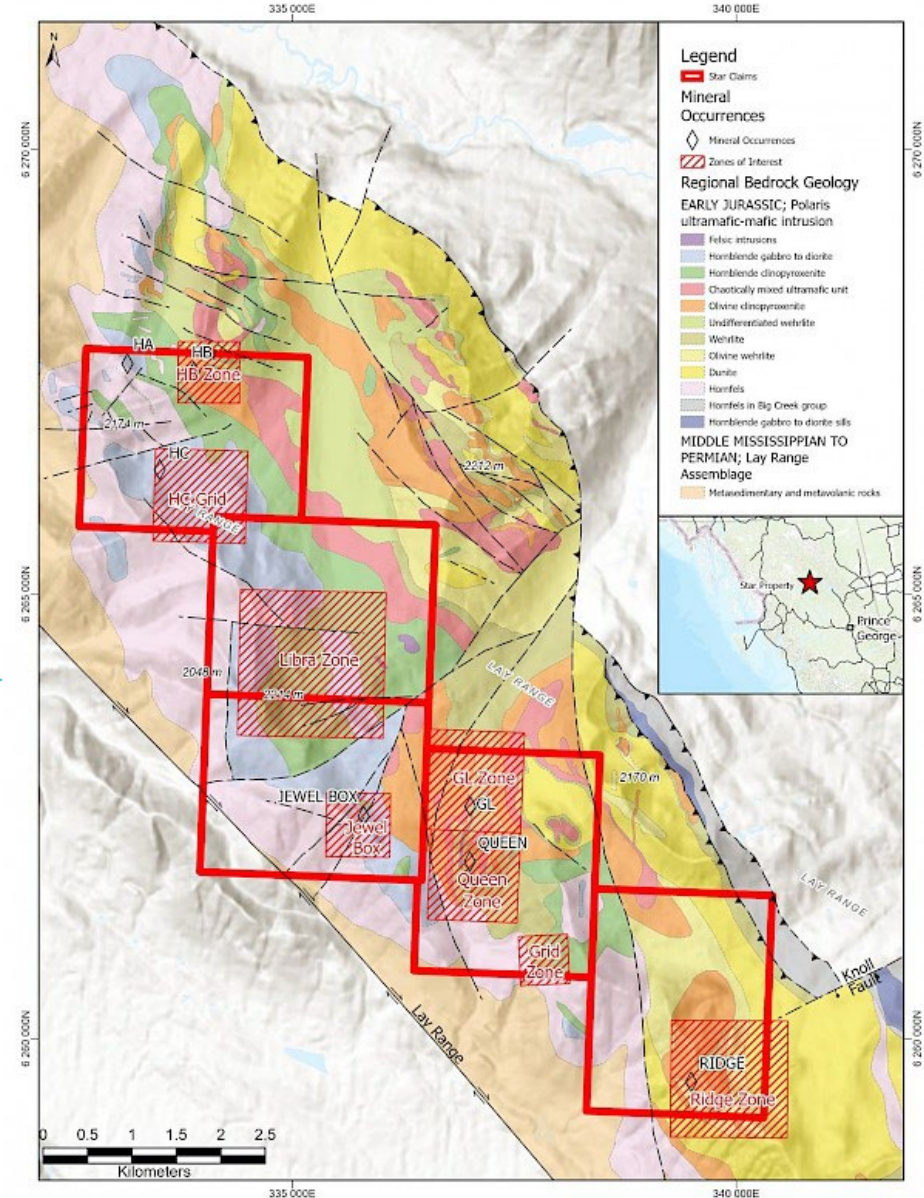 335 000E
340 000E
N
6 270 000N
6 270 000N
Legend
Star Claims
Mineral
Occurrences
Mineral Occurrences
Zones of Interest
Regional Bedrock Geology
EARLY JURASSIC; Polaris
ultramafic-mafic intrusion
Felsic intrusions
Hornblende gabbro to diorite
Hornblende clinopyroxenite
Chaotically mixed ultramafic unit
Olivine clinopyroxenite
Undifferentiated wehrlite
Wehrlite
Olivine wehrlite
Dunite
Hornfels
Hornfels in Big Creek group
Hornblende gabbro to diorite sills
MIDDLE MISSISSIPPIAN TO
PERMIAN; Lay Range
Assemblage
Metasedimentary and metavolanic rocks
HA
HB
HB Zone
2174 m
HC
HC Grid
LAY RANGE
2212 m
Star Property
Prince
George
6 265 000N
6 265 000N
Libra Zone
2048 m
2214 m
LAY RANGE
GL Zone
GL
2170 m
JEWEL BOX
Jewel
Box
QUEEN
Queen
Zone
LAY RANGE
Grid
Zone
Knoll
Fault
Lay Range
6 260 000N
6 260 000N
RIDGE
Ridge Zone
0 0.5 1 1.5 2 2.5
Kilometers
335 000E
340 000E